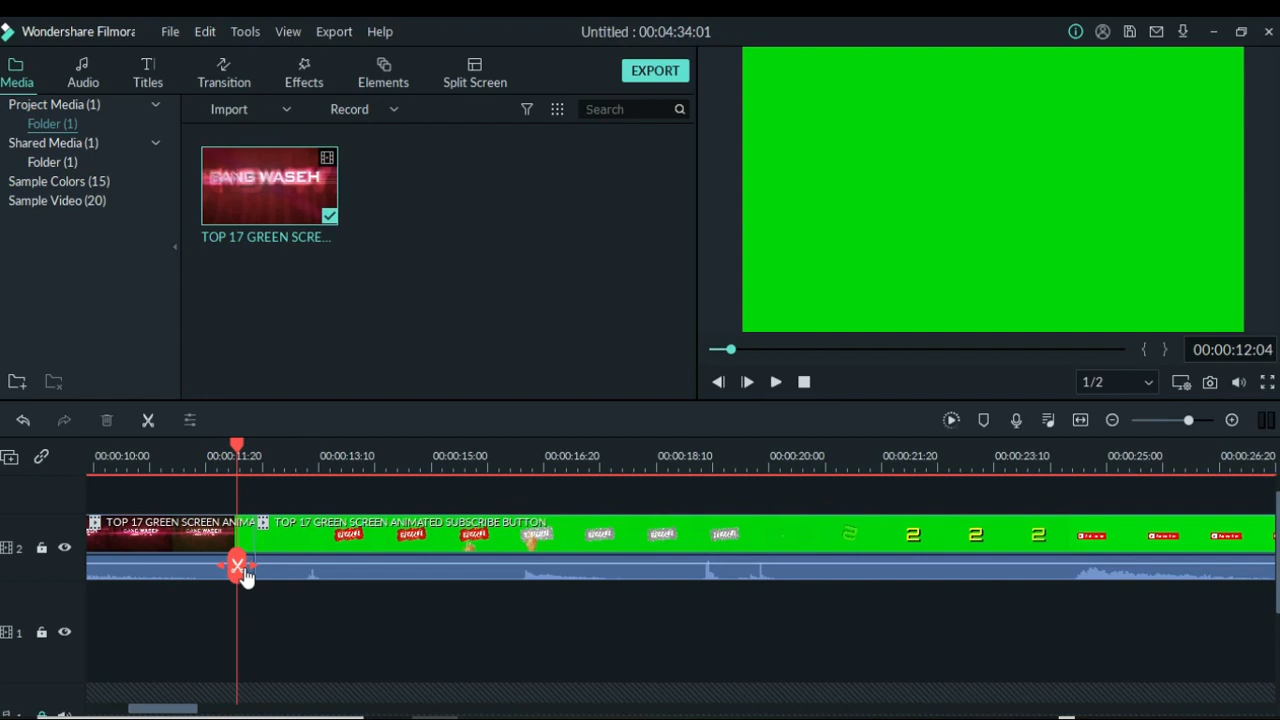 Wondershare Filmora
File Edit Tools View Export Help
Untitled : 00:04:34:01
Media Audio Titles Transition Effects Elements Split Screen
EXPORT
Project Media (1)
Folder (1)
Shared Media (1)
Folder (1)
Sample Colors (15)
Sample Video (20)
Import Record Search
GANG WASEH
TOP 17 GREEN SCRE...
00:00:12:04
1/2
00:00:10:00 00:00:11:20 00:00:13:10 00:00:15:00 00:00:16:20 00:00:18:10 00:00:20:00 00:00:21:20 00:00:23:10 00:00:25:00 00:00:26:20
TOP 17 GREEN SCREEN ANIMA TOP 17 GREEN SCREEN ANIMATED SUBSCRIBE BUTTON
2
1